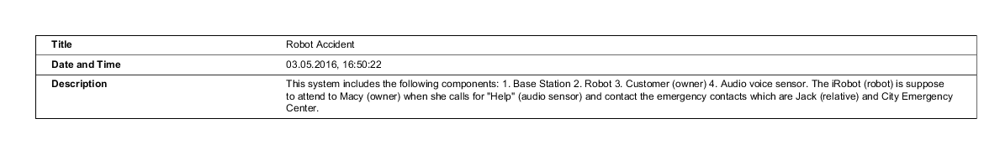 Title Robot Accident
Date and Time 03.05.2016, 16:50:22
Description This system includes the following components: 1. Base Station 2. Robot 3. Customer (owner) 4. Audio voice sensor. The iRobot (robot) is suppose
to attend to Macy (owner) when she calls for "Help" (audio sensor) and contact the emergency contacts which are Jack (relative) and City Emergency
Center.